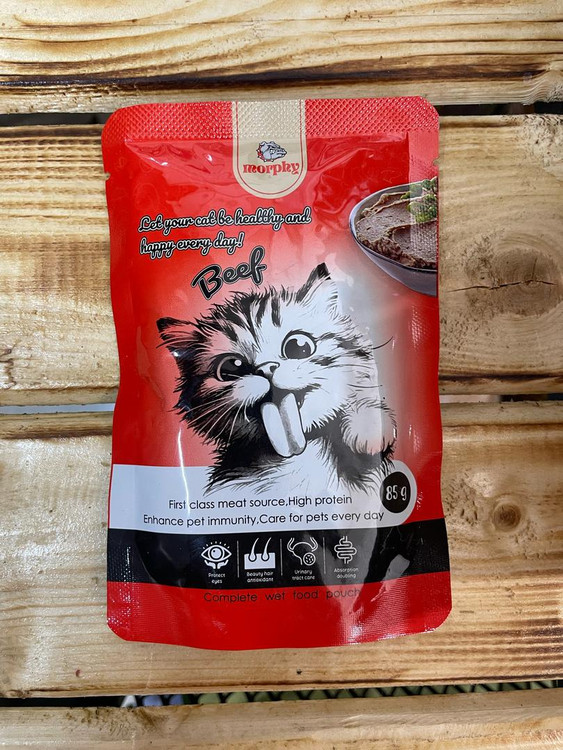 morphy
Let your cat be healthy and
happy every day!
Beef
First class meat source,High protein
85 g
Enhance pet immunity,Care for pets every day
Protect
eyes
Beauty hair
antioxidant
Urinary
tract care
Absorption
Complete wet food pouch